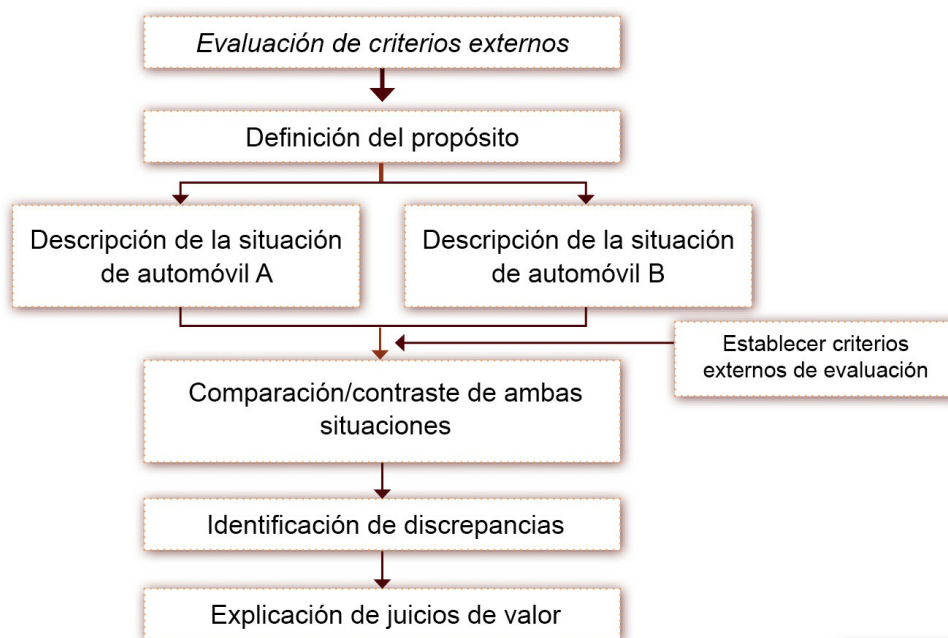 Evaluación de criterios externos
Definición del propósito
Descripción de la situación
de automóvil A
Descripción de la situación
de automóvil B
Establecer criterios
externos de evaluación
Comparación/contraste de ambas
situaciones
Identificación de discrepancias
Explicación de juicios de valor